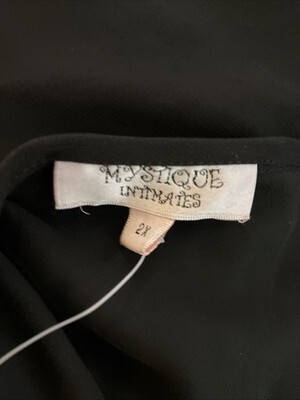 MYSTIQUE
INTIMATES
2X